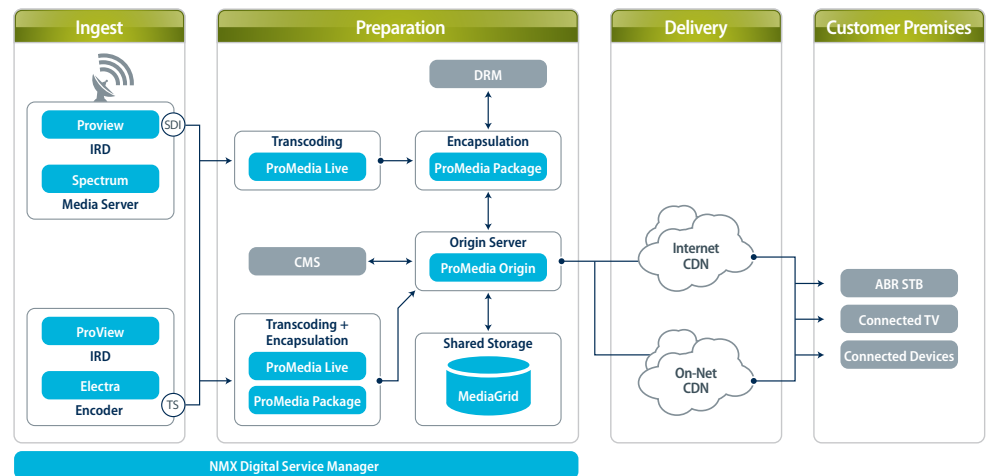 Ingest
Preparation
Delivery
Customer Premises
Proview
IRD
Spectrum
Media Server
SDI
ProView
IRD
Electra
Encoder
TS
DRM
Transcoding
ProMedia Live
Encapsulation
ProMedia Package
CMS
Origin Server
ProMedia Origin
Transcoding +
Encapsulation
ProMedia Live
ProMedia Package
Shared Storage
MediaGrid
Internet
CDN
On-Net
CDN
ABR STB
Connected TV
Connected Devices
NMX Digital Service Manager